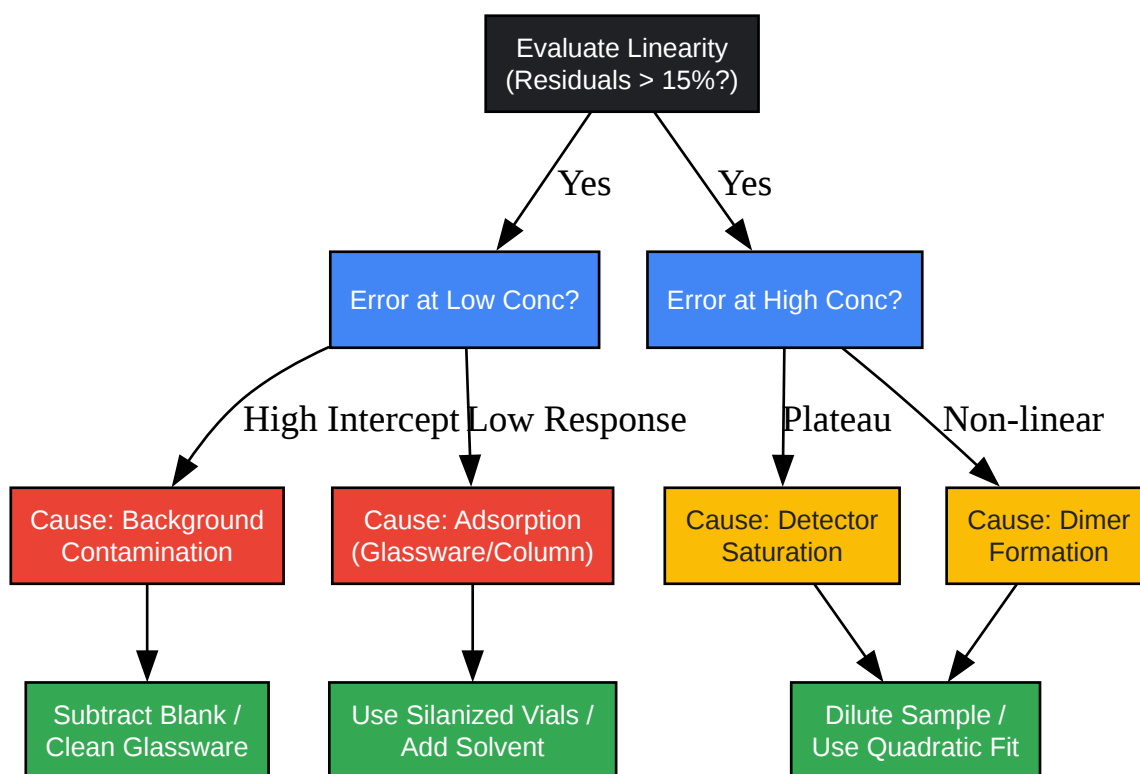 Evaluate Linearity
(Residuals > 15%?)
Yes
Yes
Error at Low Conc?
Error at High Conc?
High Intercept
Low Response
Plateau
Non-linear
Cause: Background
Contamination
Cause: Adsorption
(Glassware/Column)
Cause: Detector
Saturation
Cause: Dimer
Formation
Subtract Blank /
Clean Glassware
Use Silanized Vials /
Add Solvent
Dilute Sample /
Use Quadratic Fit